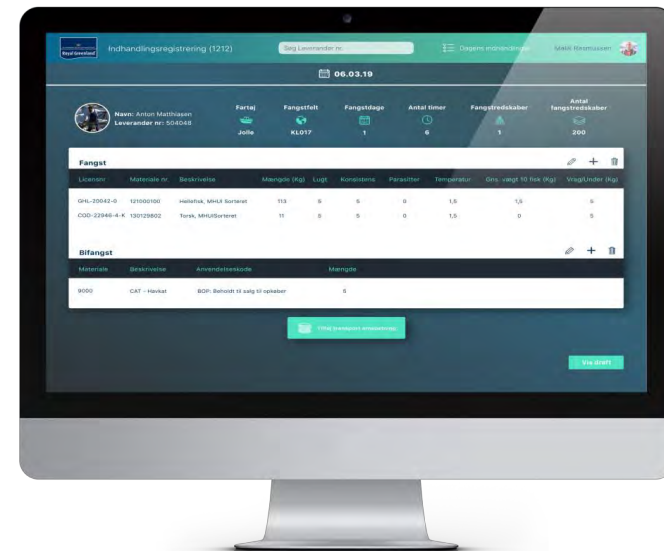 Royal Greenland
Indhandlingsregistrering (1212)
Søg Leverandør nr.
Dagens indhandlinger
Malik Rasmussen
06.03.19
Navn: Anton Matthiasen
Leverandør nr: 504048
Fartøj Fangstfelt Fangstdage Antal timer Fangstredskaber Antal fangstredskaber
Jolle KL017 1 6 1 200
Fangst
Licensnr Materiale nr Beskrivelse Mængde (Kg) Lugt Konsistens Parasitter Temperatur Gns. vægt 10 fisk (Kg) Vrag/Under (Kg)
GHL-20042-0 121000100 Hellefisk, MHUI Sorteret 113 5 5 0 1,5 1,5 5
COD-22046-4-K 130129802 Torsk, MHUISorteret 11 5 5 0 1,5 0 5
Bifangst
Materiale Beskrivelse Anvendelseskode Mængde
9000 CAT - Havkat BOP: Beholdt til salg til opkøber 6
Vis draft